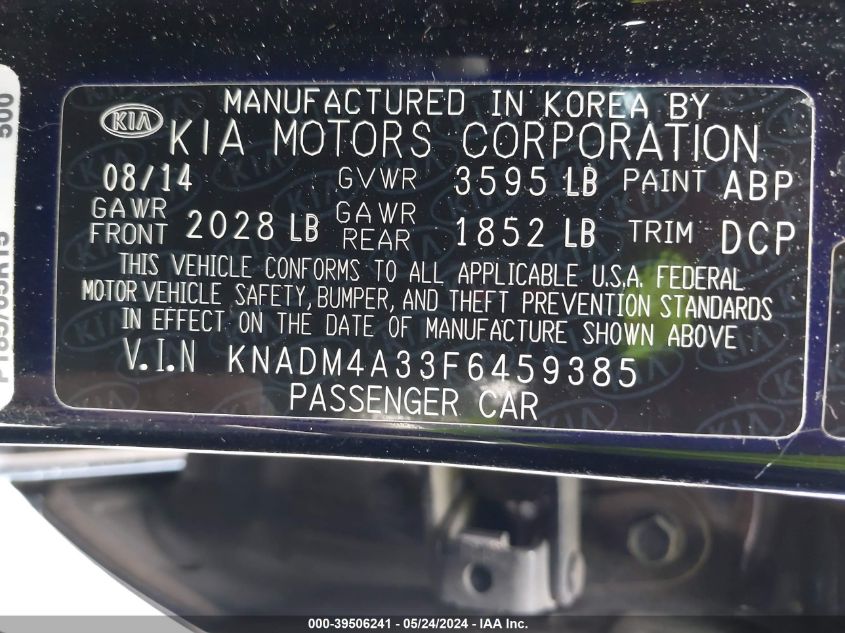 MANUFACTURED IN KOREA BY
KIA KIA MOTORS CORPORATION
08/14 GVWR 3595 LB PAINT ABP
GAWR FRONT 2028 LB GAWR REAR 1852 LB TRIM DCP
THIS VEHICLE CONFORMS TO ALL APPLICABLE U.S.A. FEDERAL
MOTOR VEHICLE SAFETY, BUMPER, AND THEFT PREVENTION STANDARDS
IN EFFECT ON THE DATE OF MANUFACTURE SHOWN ABOVE
V.I.N KNADM4A33F6459385
PASSENGER CAR
500
000-39506241 - 05/24/2024 - IAA Inc.